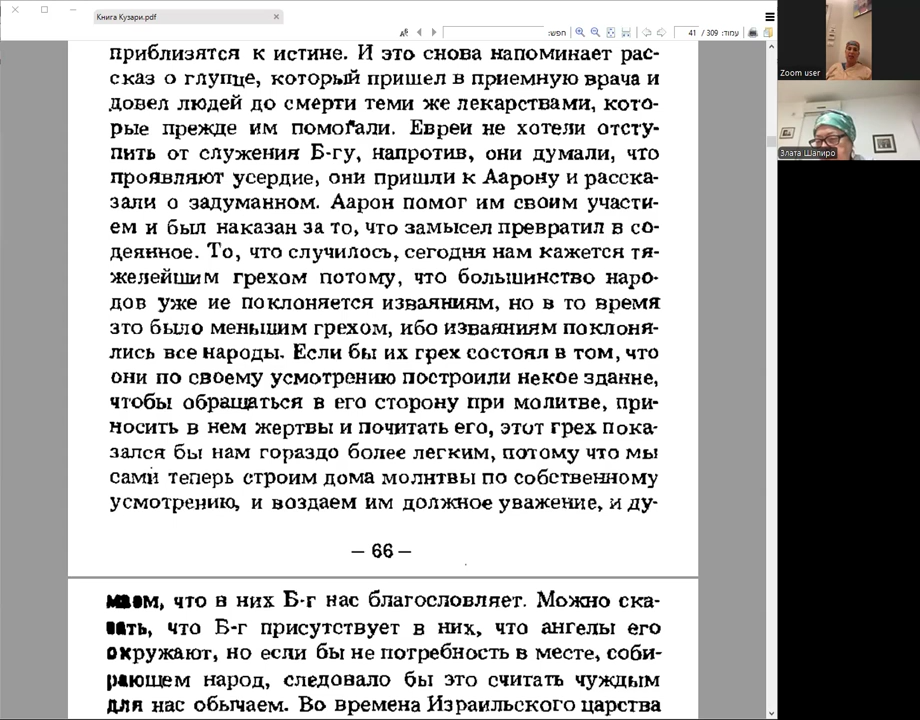 Книга Кузари.pdf
חפש:
41
309 /
עמוד:
приблизятся к истине. И это снова напоминает рас-
сказ о глупце, который пришел в приемную врача и
довел людей до смерти теми же лекарствами, кото-
рые прежде им помогали. Евреи не хотели отсту-
пить от служения Б-гу, напротив, они думали, что
проявляют усердие, они пришли к Аарону и расска-
зали о задуманном. Аарон помог им своим участи-
ем и был наказан за то, что замысел превратил в со-
деянное. То, что случилось, сегодня нам кажется тя-
желейшим грехом потому, что большинство наро-
дов уже не поклоняется изваяниям, но в то время
это было меньшим грехом, ибо изваяниям поклоня-
лись все народы. Если бы их грех состоял в том, что
они по своему усмотрению построили некое здание,
чтобы обращаться в его сторону при молитве, при-
носить в нем жертвы и почитать его, этот грех пока-
зался бы нам гораздо более легким, потому что мы
сами теперь строим дома молитвы по собственному
усмотрению, и воздаем им должное уважение, и ду-
— 66 —
маем, что в них Б-г нас благословляет. Можно ска-
зать, что Б-г присутствует в них, что ангелы его
окружают, но если бы не потребность в месте, соби-
рающем народ, следовало бы это считать чуждым
для нас обычаем. Во времена Израильского царства
Zoom user
Злата Шапиро